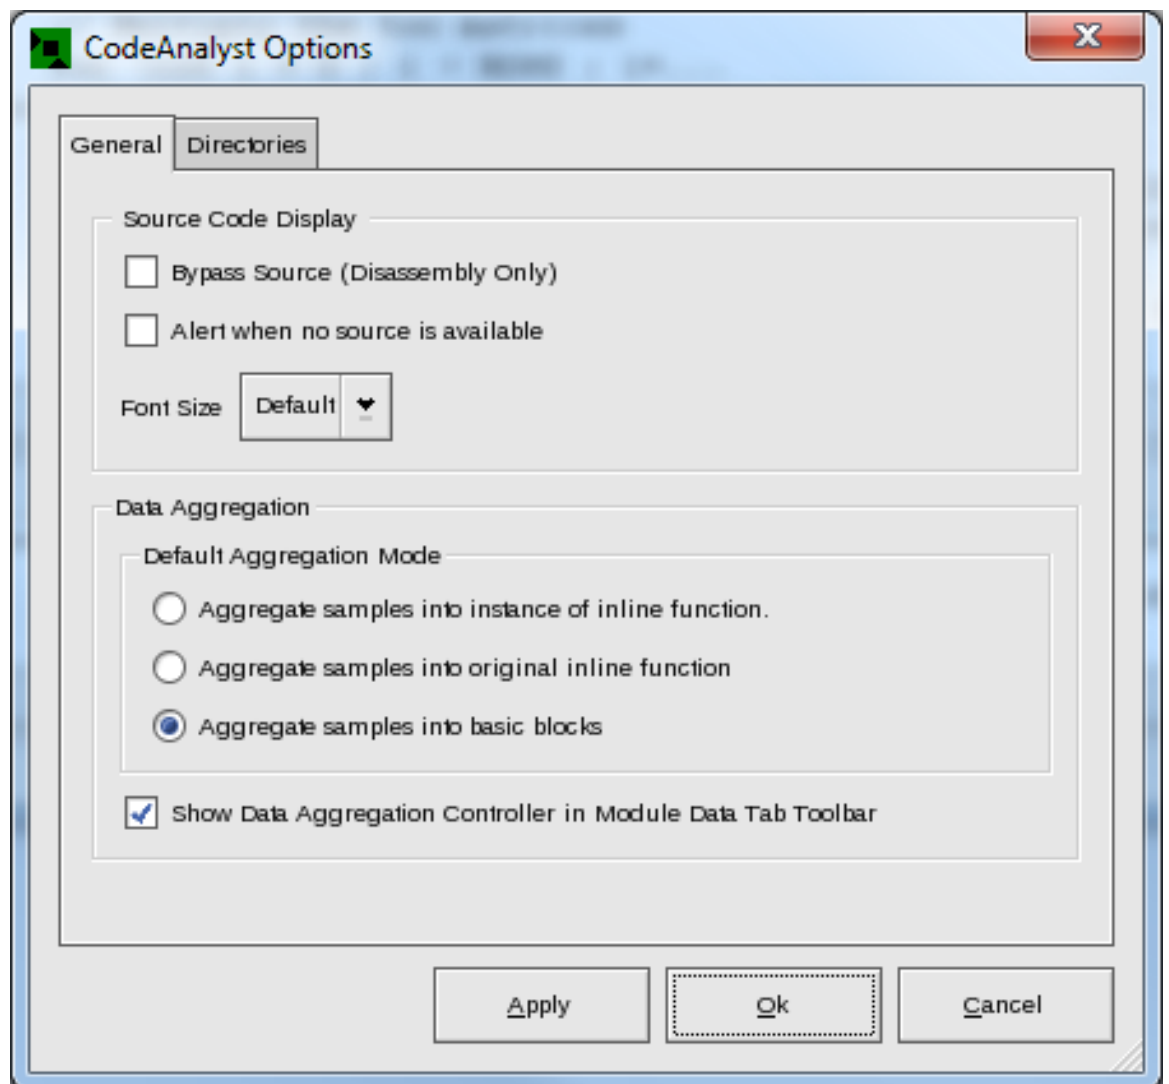 CodeAnalyst Options
General
Directories
Source Code Display
Bypass Source (Disassembly Only)
Alert when no source is available
Font Size
Default
Data Aggregation
Default Aggregation Mode
Aggregate samples into instance of inline function.
Aggregate samples into original inline function
Aggregate samples into basic blocks
Show Data Aggregation Controller in Module Data Tab Toolbar
Apply
Ok
Cancel